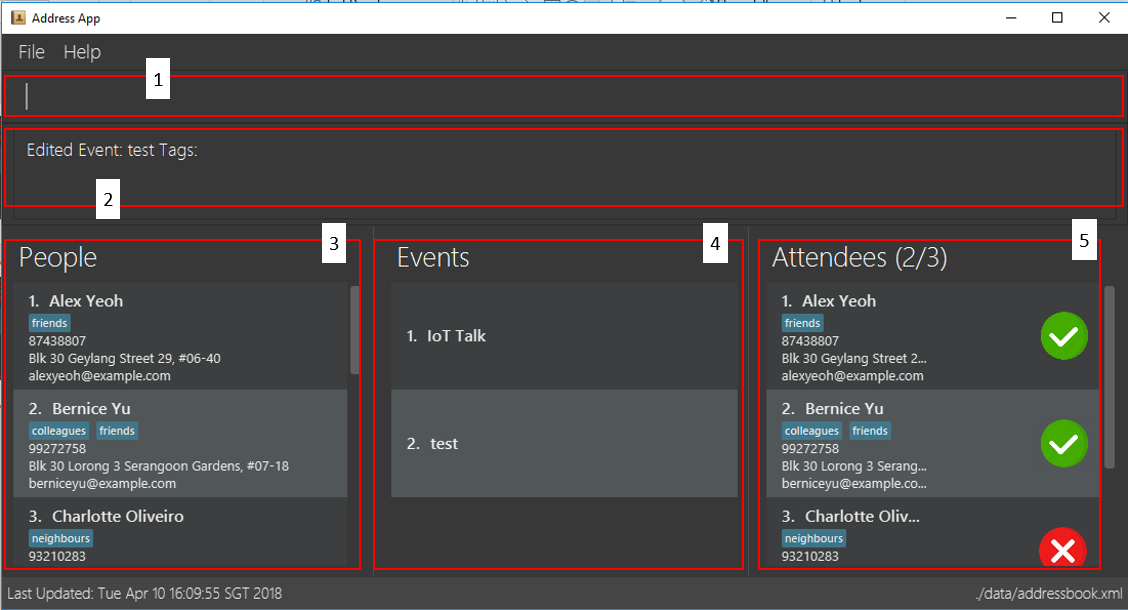 Address App
File Help
1
Edited Event: test Tags:
2
People
3
1. Alex Yeoh
friends
87438807
Blk 30 Geylang Street 29, #06-40
alexyeoh@example.com
2. Bernice Yu
colleagues friends
99272758
Blk 30 Lorong 3 Serangoon Gardens, #07-18
berniceyu@example.com
3. Charlotte Oliveiro
neighbours
93210283
Events
4
1. IoT Talk
2. test
Attendees (2/3)
5
1. Alex Yeoh
friends
87438807
Blk 30 Geylang Street 2...
alexyeoh@example.com
2. Bernice Yu
colleagues friends
99272758
Blk 30 Lorong 3 Serang...
berniceyu@example.co...
3. Charlotte Oliv...
neighbours
93210283
Last Updated: Tue Apr 10 16:09:55 SGT 2018
./data/addressbook.xml